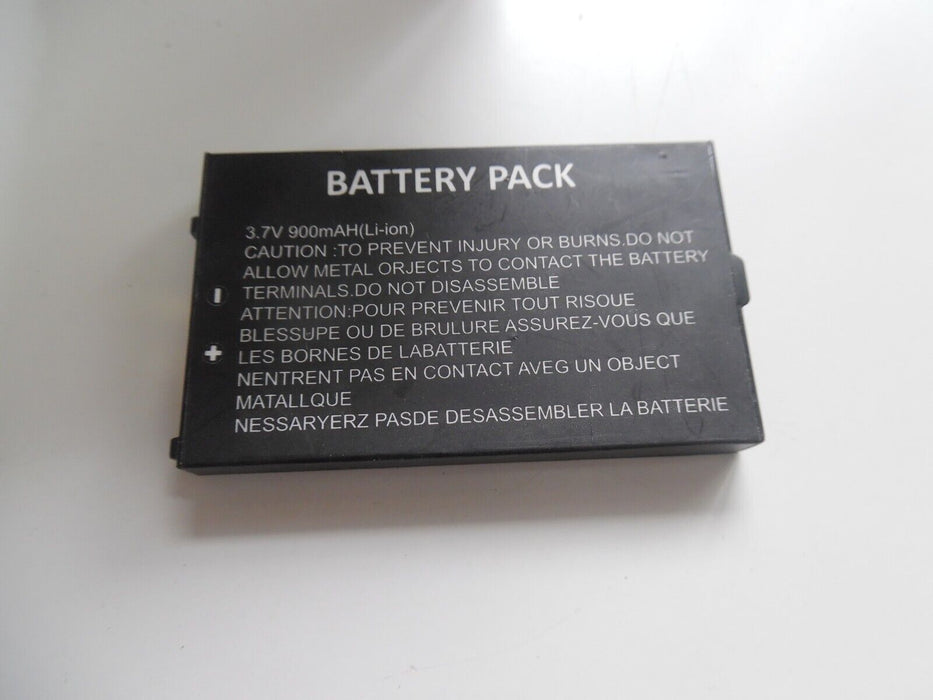 BATTERY PACK
3.7V 900mAH(Li-ion)
CAUTION :TO PREVENT INJURY OR BURNS.DO NOT
ALLOW METAL ORJECTS TO CONTACT THE BATTERY
TERMINALS.DO NOT DISASSEMBLE
ATTENTION:POUR PREVENIR TOUT RISOUE
BLESSUPE OU DE BRULURE ASSUREZ-VOUS QUE
LES BORNES DE LABATTERIE
NENTRENT PAS EN CONTACT AVEG UN OBJECT
MATALLQUE
NESSARYERZ PASDE DESASSEMBLER LA BATTERIE
-
+